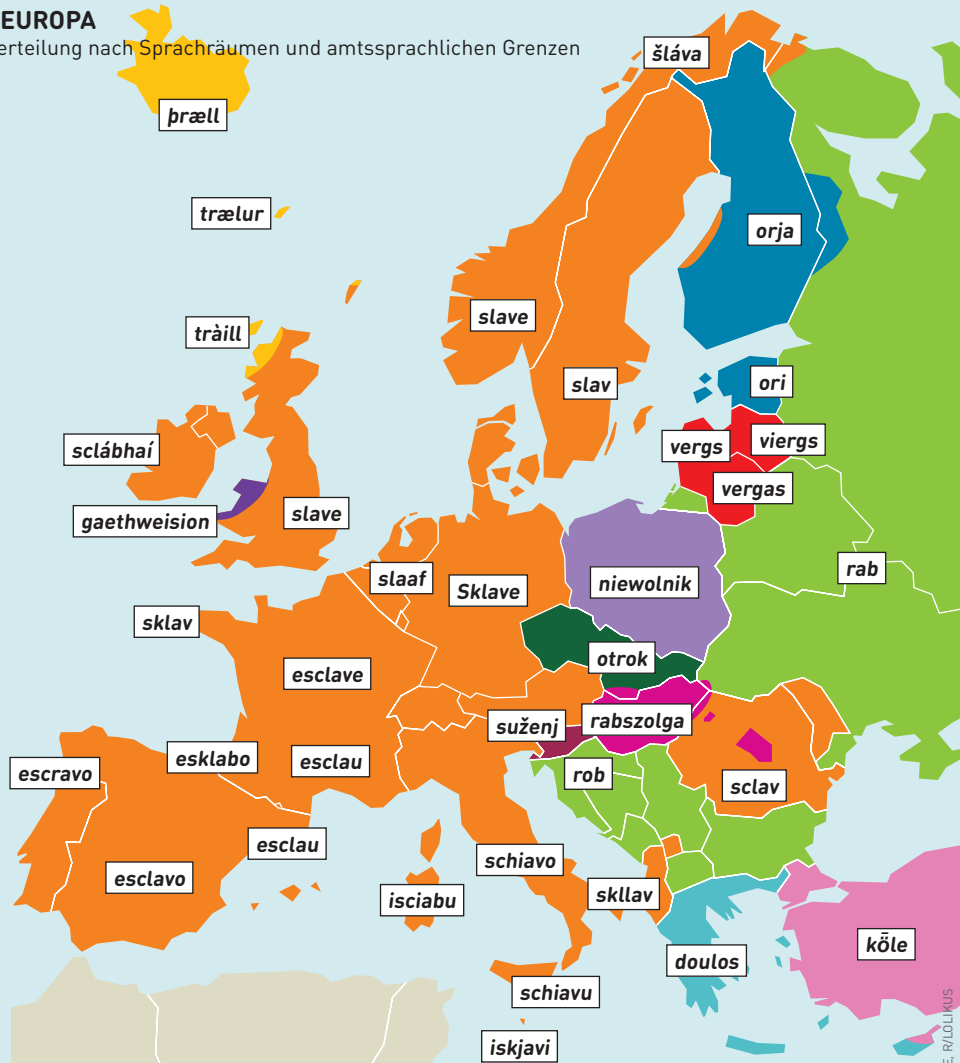 EUROPA
erteilung nach Sprachräumen und amtssprachlichen Grenzen
šláva
þræll
trælur
orja
slave
tràill
slav
ori
sclábhaí
vergs
viergs
vergas
gaethweision
slave
rab
slaaf
Sklave
niewolnik
sklav
otrok
esclave
suženj
rabszolga
escravo
esklabo
esclau
rob
sclav
esclau
schiavo
esclavo
isciabu
skllav
doulos
kōle
schiavu
iskjavi
E, R/LOLIKUS